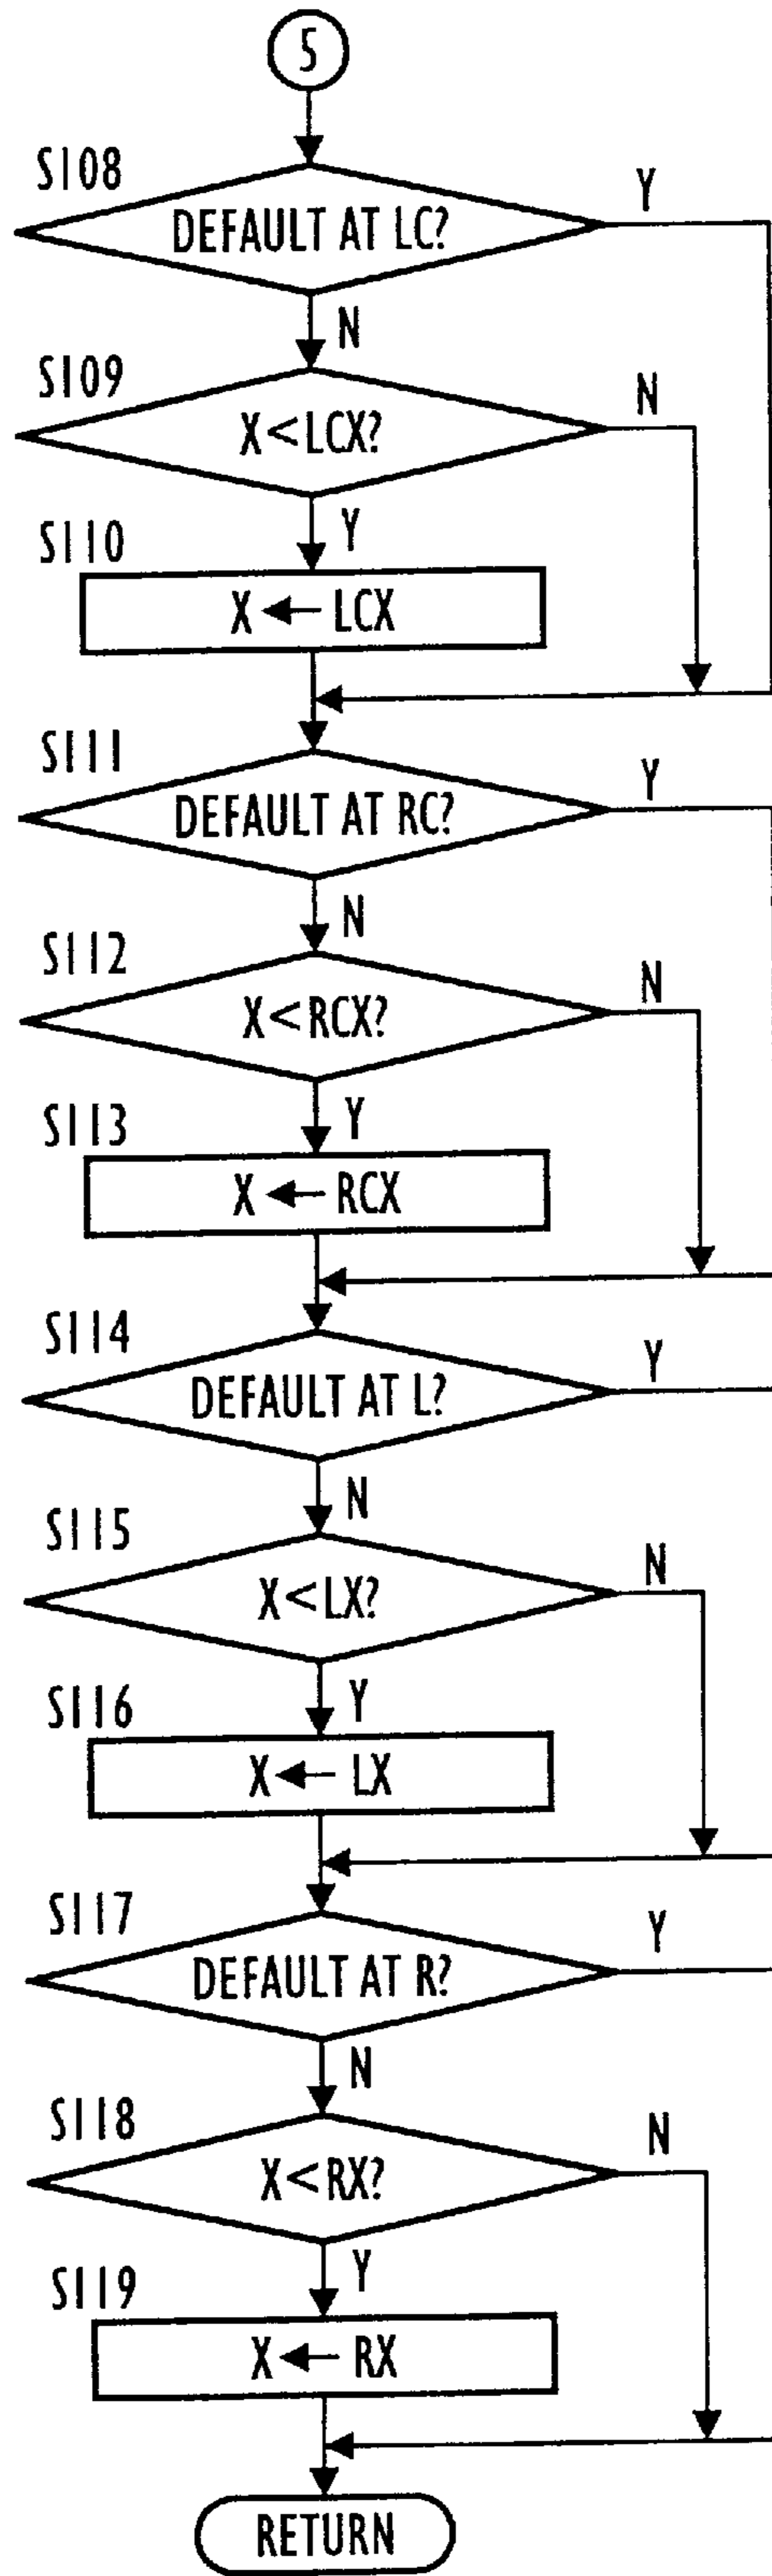 5
S108
Y
DEFAULT AT LC?
N
S109
N
X<LCX?
Y
S110
X ← LCX
S111
Y
DEFAULT AT RC?
N
S112
N
X<RCX?
Y
S113
X ← RCX
S114
Y
DEFAULT AT L?
N
S115
N
X<LX?
Y
S116
X ← LX
S117
Y
DEFAULT AT R?
N
S118
N
X<RX?
Y
S119
X ← RX
RETURN